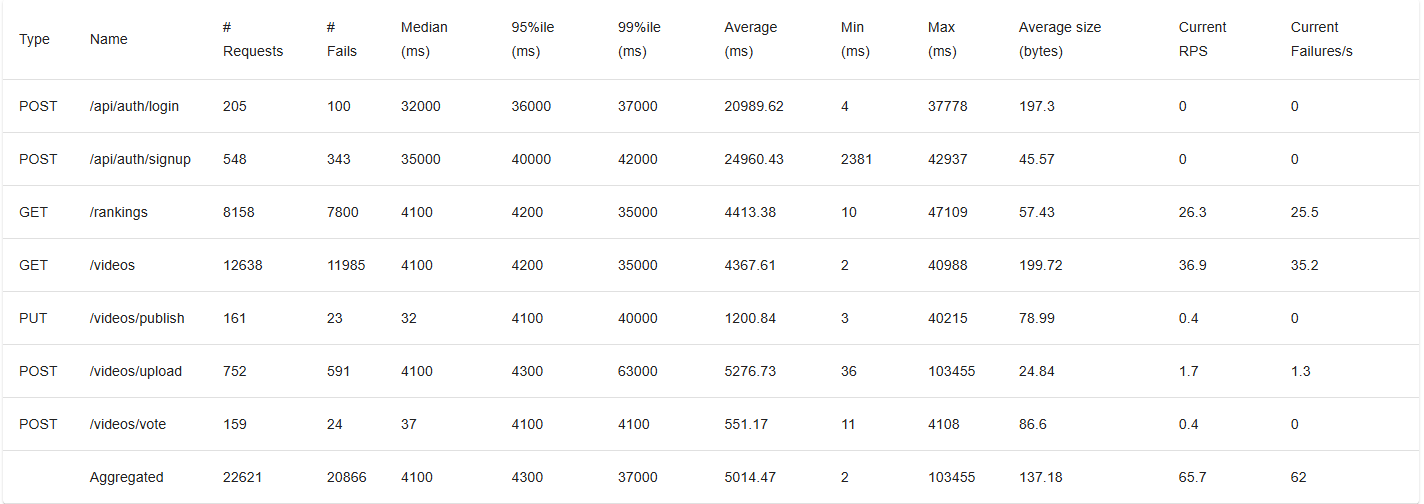 Type Name # Requests # Fails Median (ms) 95%ile (ms) 99%ile (ms) Average (ms) Min (ms) Max (ms) Average size (bytes) Current RPS Current Failures/s
POST /api/auth/login 205 100 32000 36000 37000 20989.62 4 37778 197.3 0 0
POST /api/auth/signup 548 343 35000 40000 42000 24960.43 2381 42937 45.57 0 0
GET /rankings 8158 7800 4100 4200 35000 4413.38 10 47109 57.43 26.3 25.5
GET /videos 12638 11985 4100 4200 35000 4367.61 2 40988 199.72 36.9 35.2
PUT /videos/publish 161 23 32 4100 40000 1200.84 3 40215 78.99 0.4 0
POST /videos/upload 752 591 4100 4300 63000 5276.73 36 103455 24.84 1.7 1.3
POST /videos/vote 159 24 37 4100 4100 551.17 11 4108 86.6 0.4 0
Aggregated 22621 20866 4100 4300 37000 5014.47 2 103455 137.18 65.7 62